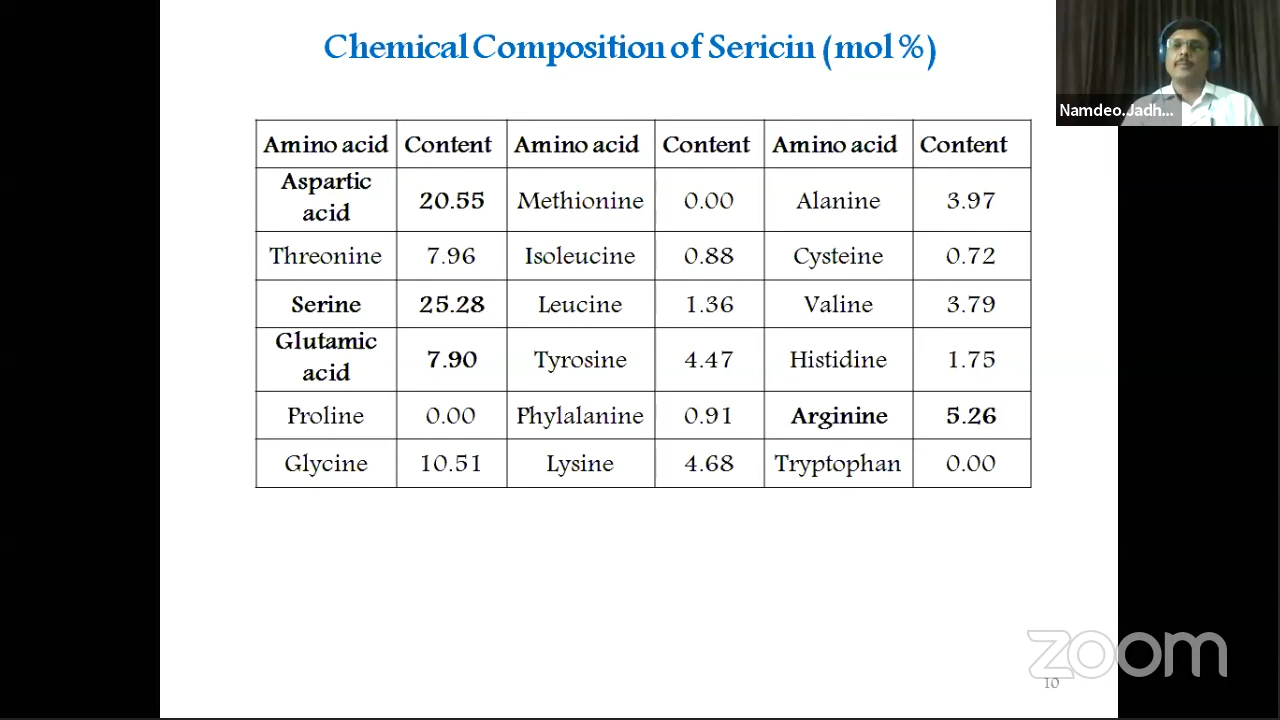 Chemical Composition of Sericin (mol %)
Namdeo.Jadh...
Amino acid Content Amino acid Content Amino acid Content
Aspartic
acid 20.55 Methionine 0.00 Alanine 3.97
Threonine 7.96 Isoleucine 0.88 Cysteine 0.72
Serine 25.28 Leucine 1.36 Valine 3.79
Glutamic
acid 7.90 Tyrosine 4.47 Histidine 1.75
Proline 0.00 Phylalanine 0.91 Arginine 5.26
Glycine 10.51 Lysine 4.68 Tryptophan 0.00
zoom
10